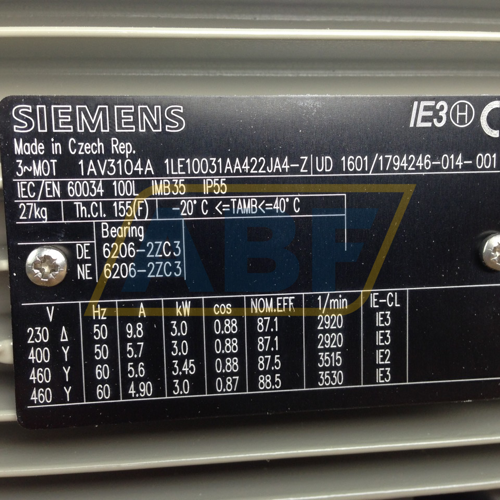 SIEMENS IE3 H C
Made in Czech Rep.
3~MOT 1AV3104A 1LE10031AA422JA4-Z UD 1601/1794246-014-001
IEC/EN 60034 100L IMB35 IP55
27kg Th.Cl. 155(F) -20°C <=TAMB<=40°C
Bearing
DE 6206-2ZC3
NE 6206-2ZC3
V Hz A kW cos NOM.EFF 1/min IE-CL
230 Δ 50 9.8 3.0 0.88 87.1 2920 IE3
400 Y 50 5.7 3.0 0.88 87.1 2920 IE3
460 Y 60 5.6 3.45 0.88 87.5 3515 IE2
460 Y 60 4.90 3.0 0.87 88.5 3530 IE3
ABF